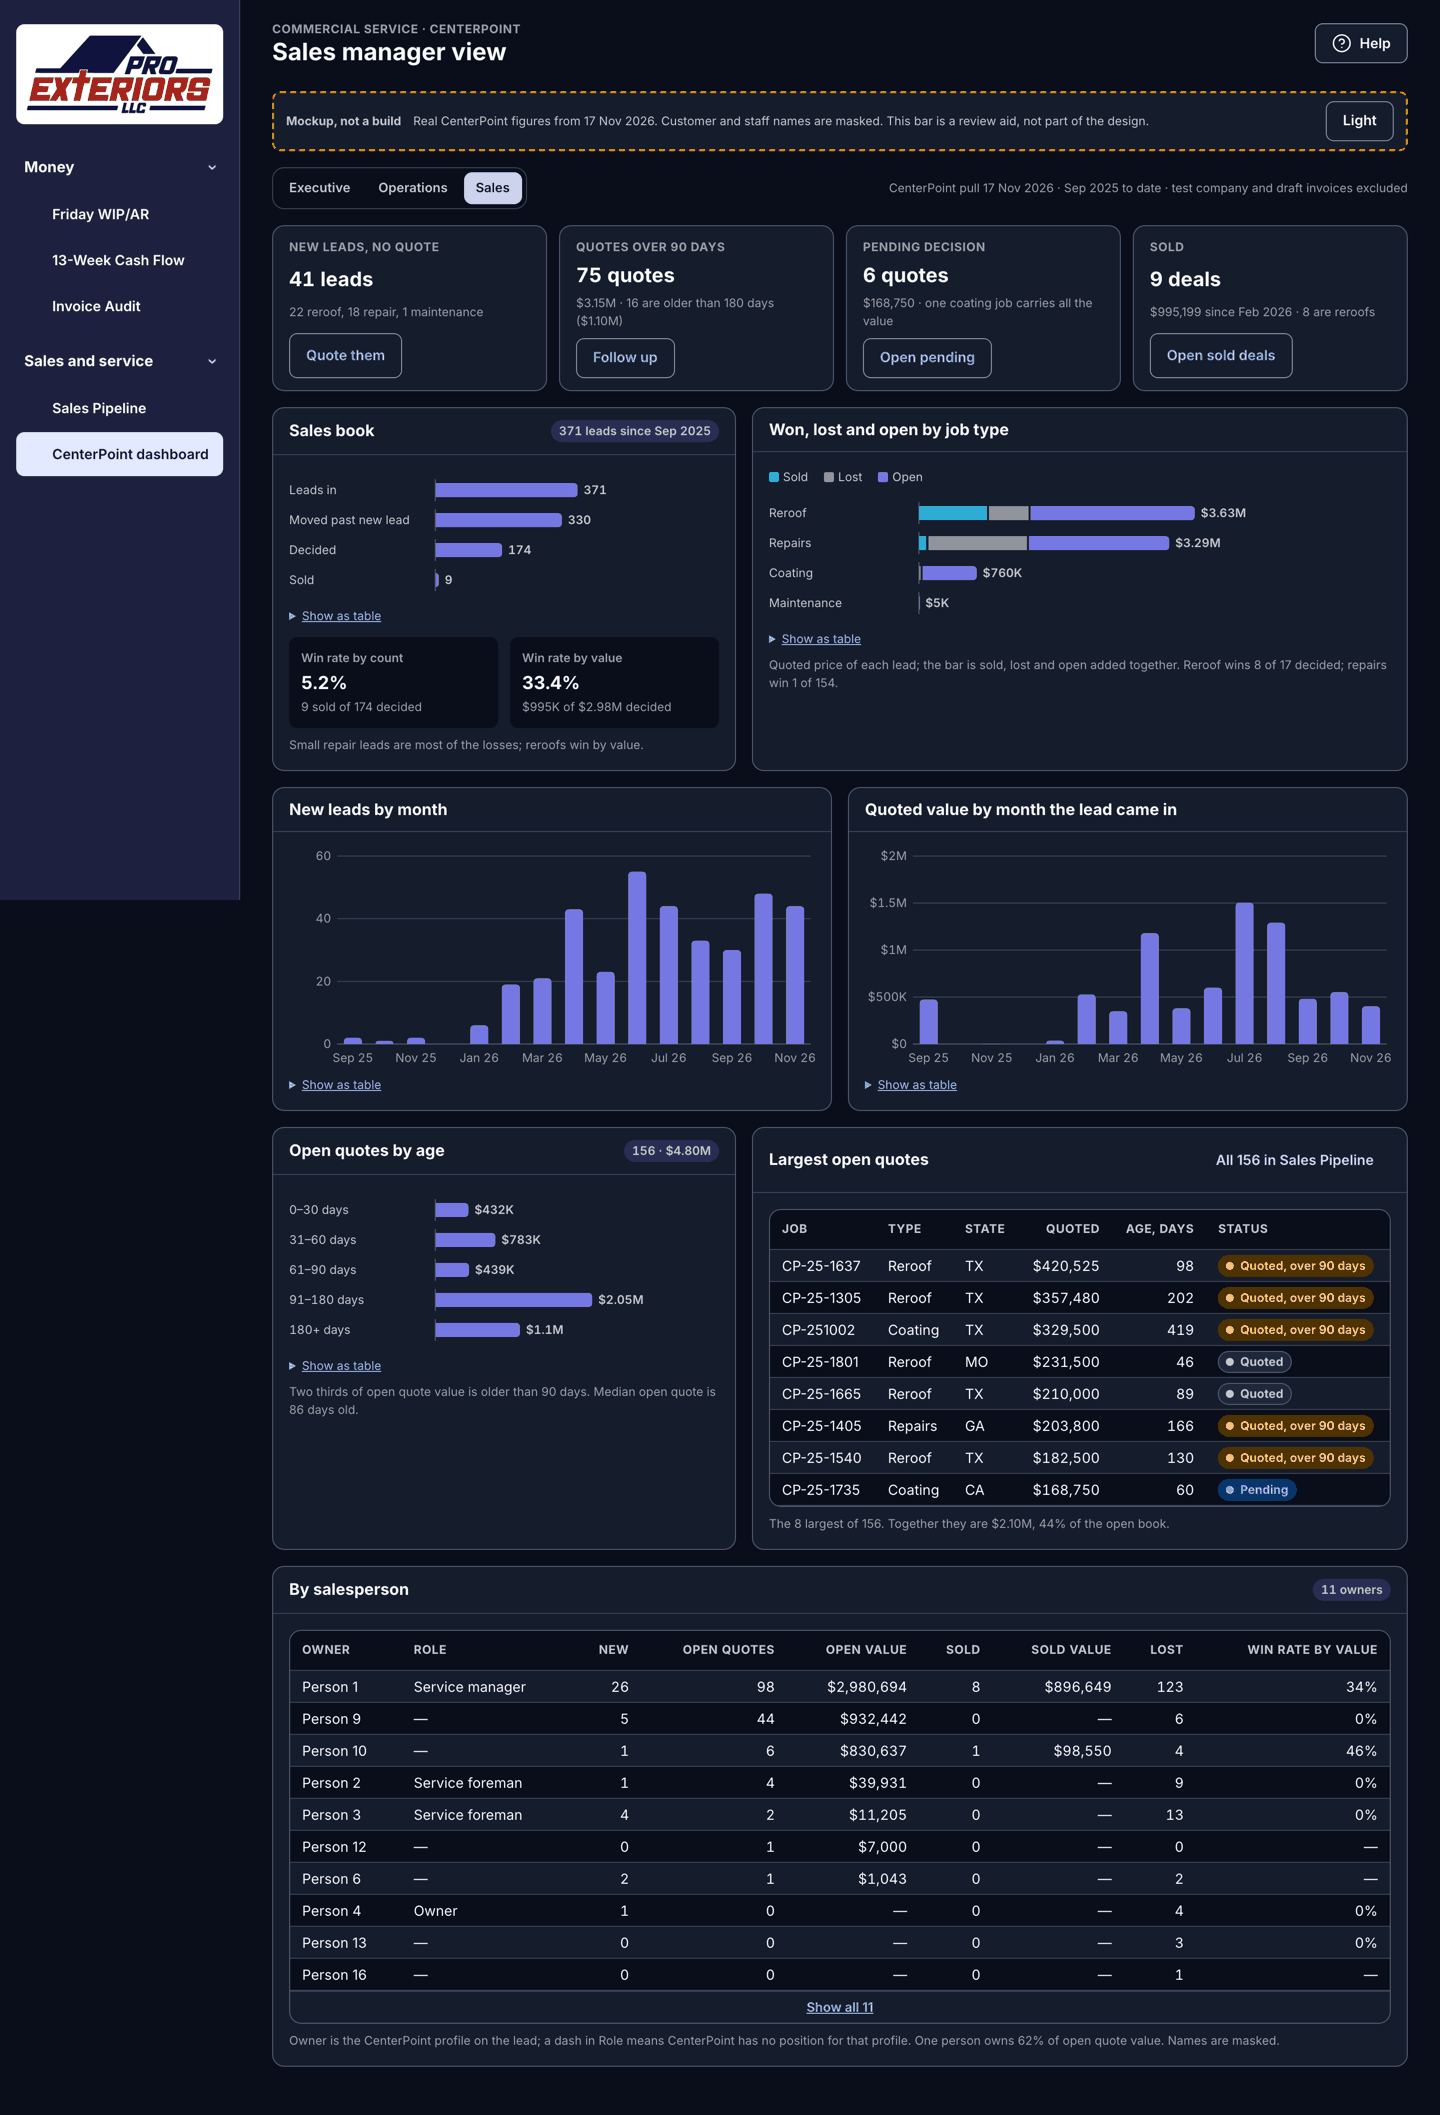 PRO
EXTERIORS
LLC
Money
Friday WIP/AR
13-Week Cash Flow
Invoice Audit
Sales and service
Sales Pipeline
CenterPoint dashboard
COMMERCIAL SERVICE · CENTERPOINT
Sales manager view
Help
Mockup, not a build Real CenterPoint figures from 17 Nov 2026. Customer and staff names are masked. This bar is a review aid, not part of the design.
Light
Executive Operations Sales
CenterPoint pull 17 Nov 2026 · Sep 2025 to date · test company and draft invoices excluded
NEW LEADS, NO QUOTE
41 leads
22 reroof, 18 repair, 1 maintenance
Quote them
QUOTES OVER 90 DAYS
75 quotes
$3.15M · 16 are older than 180 days
($1.10M)
Follow up
PENDING DECISION
6 quotes
$168,750 · one coating job carries all the
value
Open pending
SOLD
9 deals
$995,199 since Feb 2026 · 8 are reroofs
Open sold deals
Sales book
371 leads since Sep 2025
Leads in 371
Moved past new lead 330
Decided 174
Sold 9
Show as table
Win rate by count
5.2%
9 sold of 174 decided
Win rate by value
33.4%
$995K of $2.98M decided
Small repair leads are most of the losses; reroofs win by value.
Won, lost and open by job type
Sold Lost Open
Reroof $3.63M
Repairs $3.29M
Coating $760K
Maintenance $5K
Show as table
Quoted price of each lead; the bar is sold, lost and open added together. Reroof wins 8 of 17 decided; repairs
win 1 of 154.
New leads by month
60
40
20
0
Sep 25 Nov 25 Jan 26 Mar 26 May 26 Jul 26 Sep 26 Nov 26
Show as table
Quoted value by month the lead came in
$2M
$1.5M
$1M
$500K
$0
Sep 25 Nov 25 Jan 26 Mar 26 May 26 Jul 26 Sep 26 Nov 26
Show as table
Open quotes by age
156 · $4.80M
0–30 days $432K
31–60 days $783K
61–90 days $439K
91–180 days $2.05M
180+ days $1.1M
Show as table
Two thirds of open quote value is older than 90 days. Median open quote is
86 days old.
Largest open quotes
All 156 in Sales Pipeline
JOB TYPE STATE QUOTED AGE, DAYS STATUS
CP-25-1637 Reroof TX $420,525 98 Quoted, over 90 days
CP-25-1305 Reroof TX $357,480 202 Quoted, over 90 days
CP-251002 Coating TX $329,500 419 Quoted, over 90 days
CP-25-1801 Reroof MO $231,500 46 Quoted
CP-25-1665 Reroof TX $210,000 89 Quoted
CP-25-1405 Repairs GA $203,800 166 Quoted, over 90 days
CP-25-1540 Reroof TX $182,500 130 Quoted, over 90 days
CP-25-1735 Coating CA $168,750 60 Pending
The 8 largest of 156. Together they are $2.10M, 44% of the open book.
By salesperson
11 owners
OWNER ROLE NEW OPEN QUOTES OPEN VALUE SOLD SOLD VALUE LOST WIN RATE BY VALUE
Person 1 Service manager 26 98 $2,980,694 8 $896,649 123 34%
Person 9 — 5 44 $932,442 0 — 6 0%
Person 10 — 1 6 $830,637 1 $98,550 4 46%
Person 2 Service foreman 1 4 $39,931 0 — 9 0%
Person 3 Service foreman 4 2 $11,205 0 — 13 0%
Person 12 — 0 1 $7,000 0 — 0 —
Person 6 — 2 1 $1,043 0 — 2 —
Person 4 Owner 1 0 — 0 — 4 0%
Person 13 — 0 0 — 0 — 3 0%
Person 16 — 0 0 — 0 — 1 —
Show all 11
Owner is the CenterPoint profile on the lead; a dash in Role means CenterPoint has no position for that profile. One person owns 62% of open quote value. Names are masked.